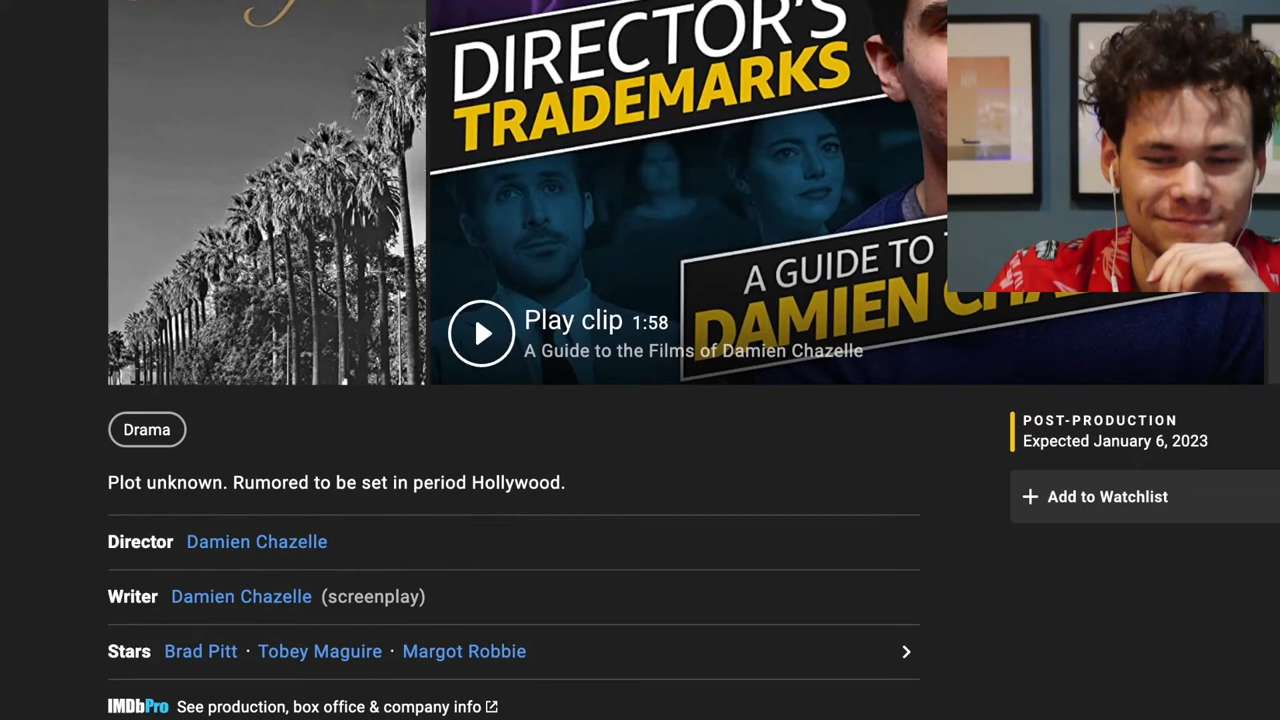 DIRECTOR'S
TRADEMARKS
A GUIDE TO
DAMIEN
Play clip 1:58
A Guide to the Films of Damien Chazelle
Drama
POST-PRODUCTION
Expected January 6, 2023
Plot unknown. Rumored to be set in period Hollywood.
+ Add to Watchlist
Director Damien Chazelle
Writer Damien Chazelle (screenplay)
Stars Brad Pitt · Tobey Maguire · Margot Robbie
IMDbPro See production, box office & company info